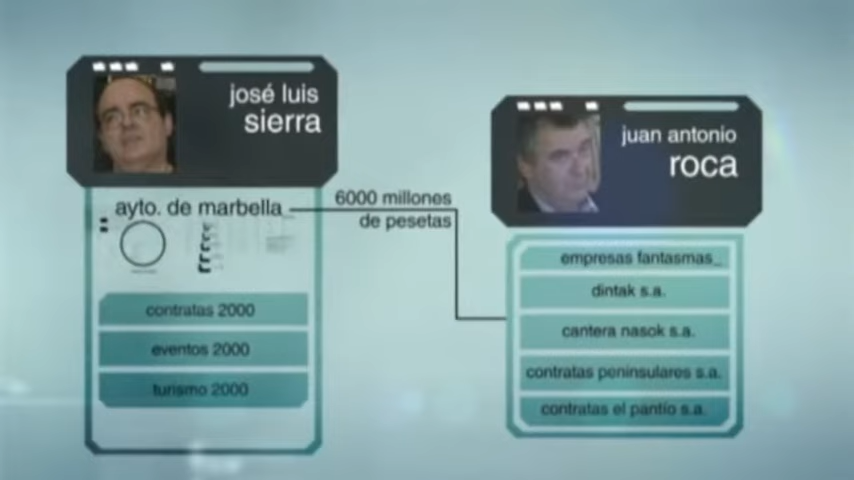 josé luis
sierra
ayto. de marbella
contratas 2000
eventos 2000
turismo 2000
6000 millones
de pesetas
juan antonio
roca
empresas fantasmas_
dintak s.a.
cantera nasok s.a.
contratas peninsulares s.a.
contratas el pantío s.a.